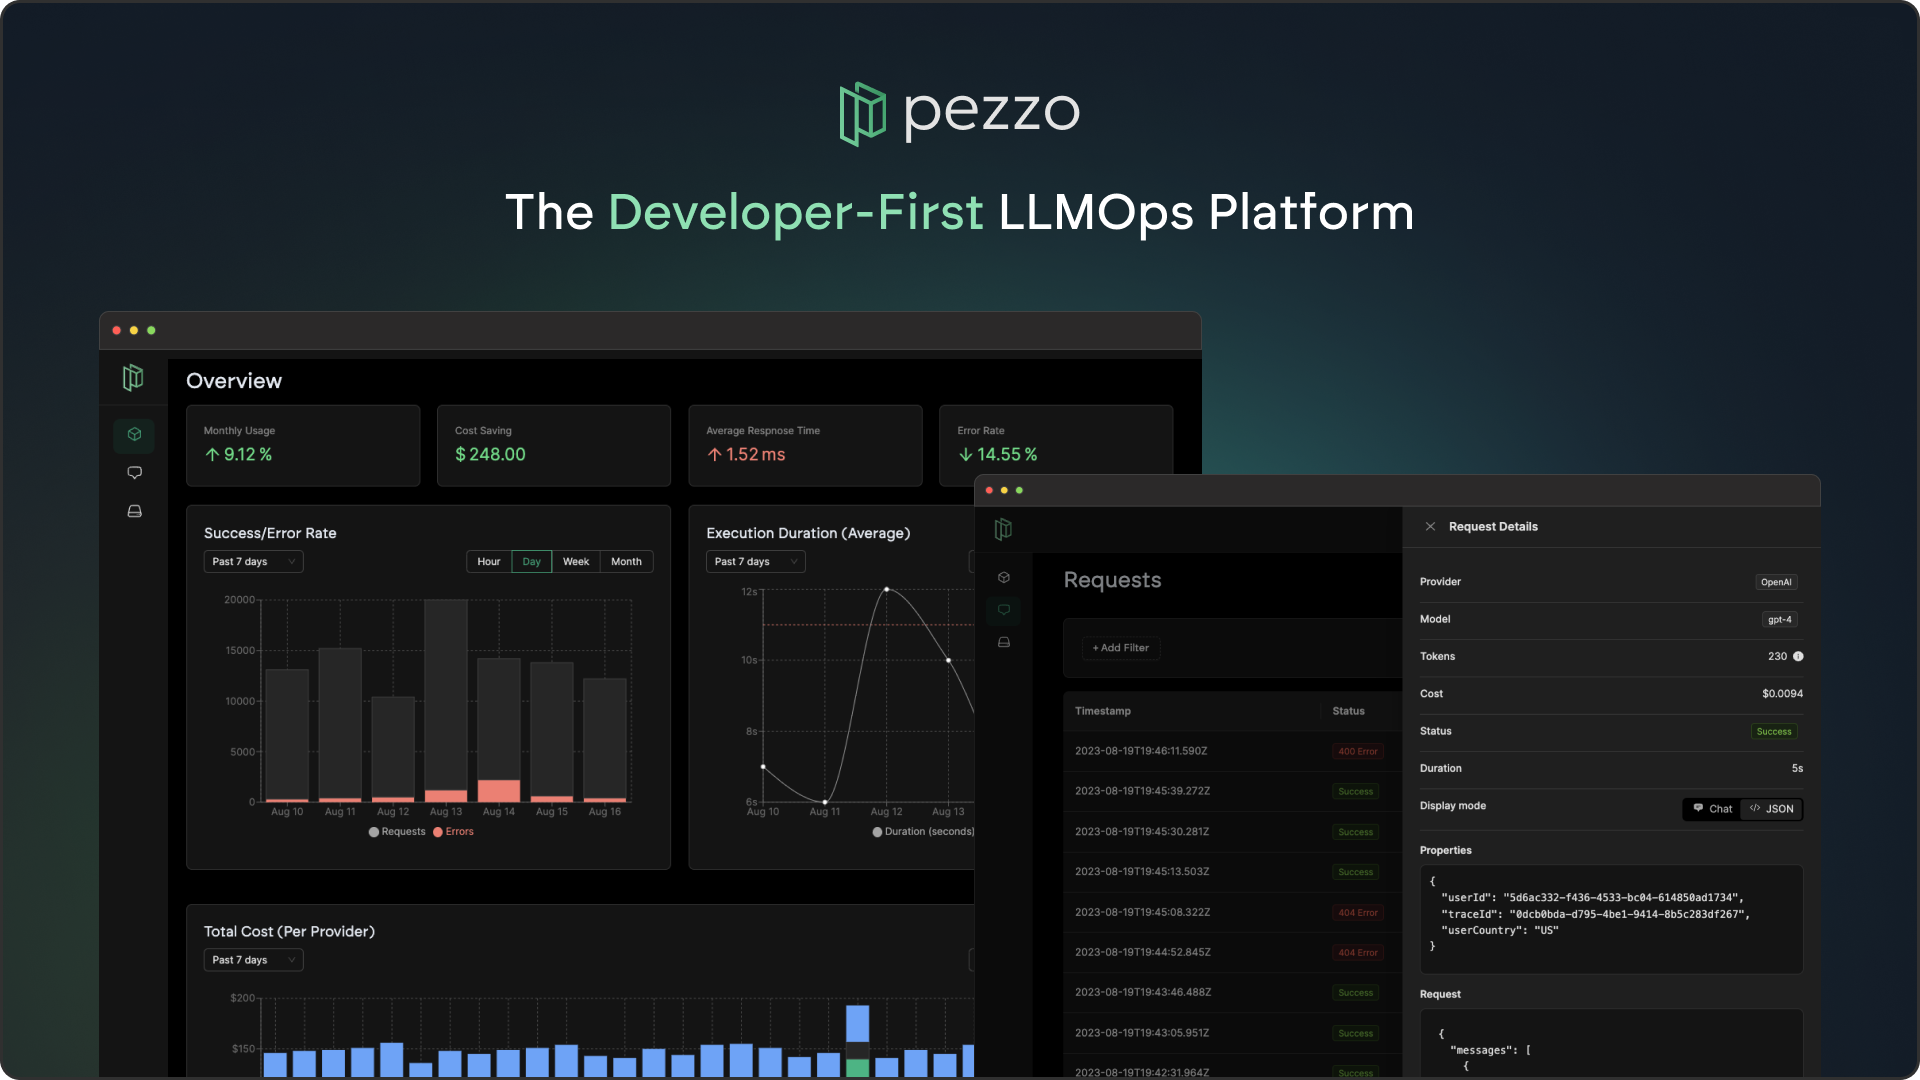 pezzo
The Developer-First LLMOps Platform
Overview
Monthly Usage
↑ 9.12 %
Cost Saving
$ 248.00
Average Respnose Time
↑ 1.52 ms
Error Rate
↓ 14.55 %
Success/Error Rate
Past 7 days
Hour Day Week Month
20000
15000
10000
5000
0
Aug 10 Aug 11 Aug 12 Aug 13 Aug 14 Aug 15 Aug 16
Requests Errors
Execution Duration (Average)
Past 7 days
12s
10s
8s
6s
Aug 10 Aug 11 Aug 12 Aug 13
Duration (seconds)
Total Cost (Per Provider)
Past 7 days
$200
$150
Requests
+ Add Filter
Timestamp Status
2023-08-19T19:46:11.590Z 400 Error
2023-08-19T19:45:39.272Z Success
2023-08-19T19:45:30.281Z Success
2023-08-19T19:45:13.503Z Success
2023-08-19T19:45:08.322Z 404 Error
2023-08-19T19:44:52.845Z 404 Error
2023-08-19T19:43:46.488Z Success
2023-08-19T19:43:05.951Z Success
2023-08-19T19:42:31.964Z Success
Request Details
Provider OpenAI
Model gpt-4
Tokens 230
Cost $0.0094
Status Success
Duration 5s
Display mode Chat </> JSON
Properties
{
"userId": "5d6ac332-f436-4533-bc04-614850ad1734",
"traceId": "0dcb0bda-d795-4be1-9414-8b5c283df267",
"userCountry": "US"
}
Request
{
"messages": [
{